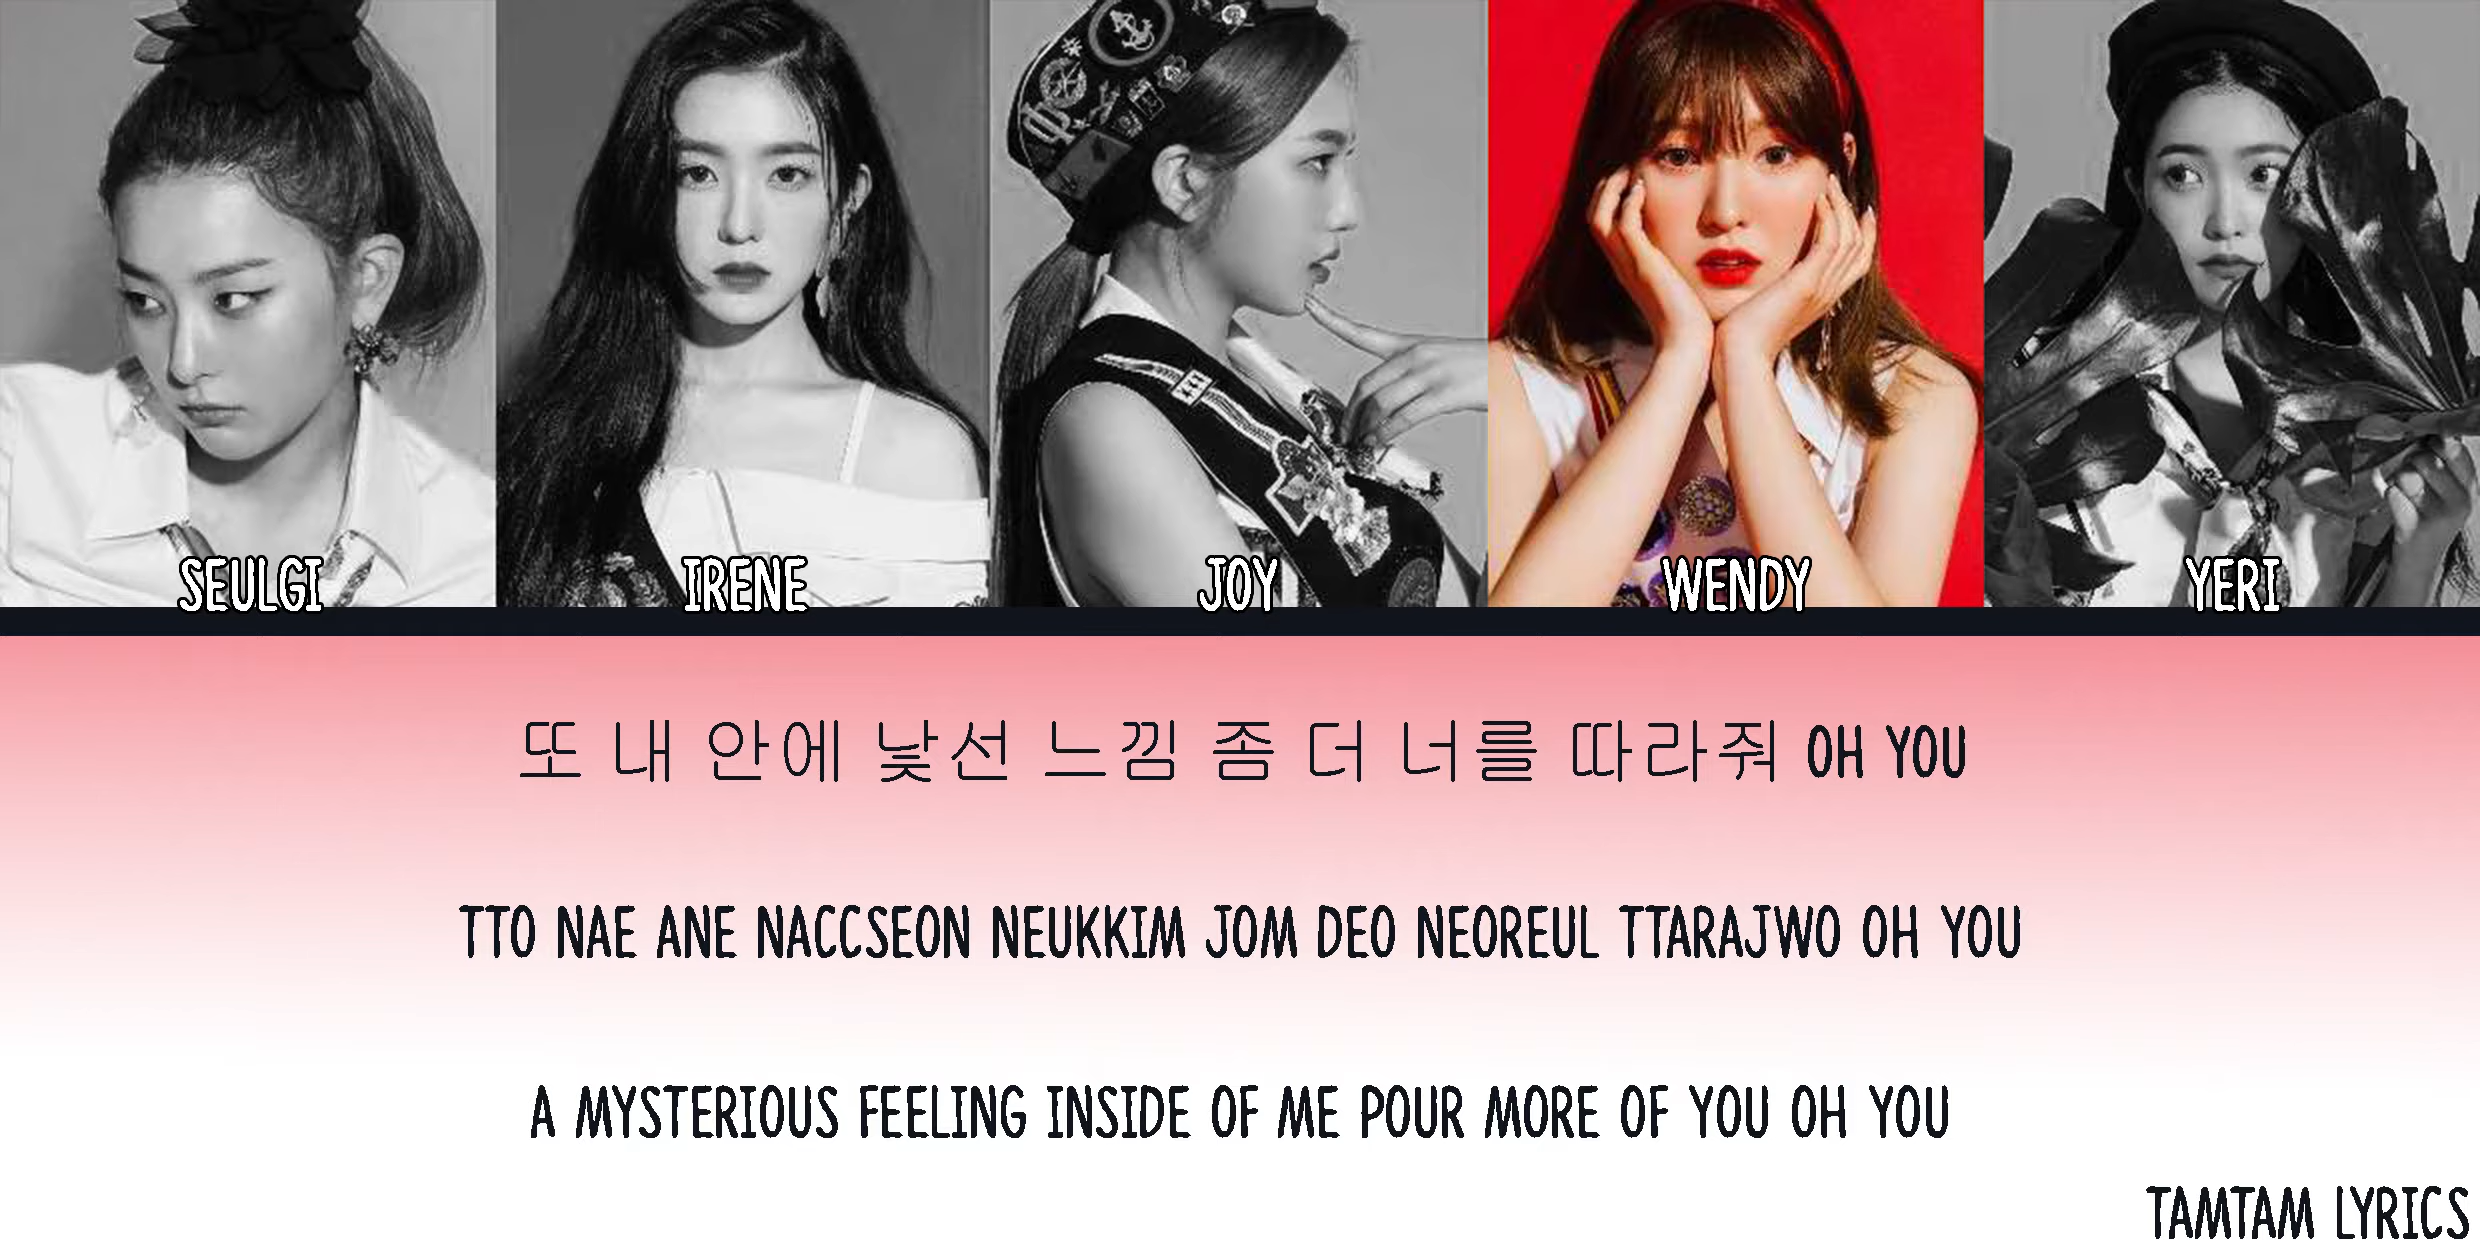 SEULGI
IRENE
JOY
WENDY
YERI
또 내 안에 낯선 느낌 좀 더 너를 따라줘 OH YOU
TTO NAE ANE NACCSEON NEUKKIM JOM DEO NEOREUL TTARAJWO OH YOU
A MYSTERIOUS FEELING INSIDE OF ME POUR MORE OF YOU OH YOU
TAMTAM LYRICS